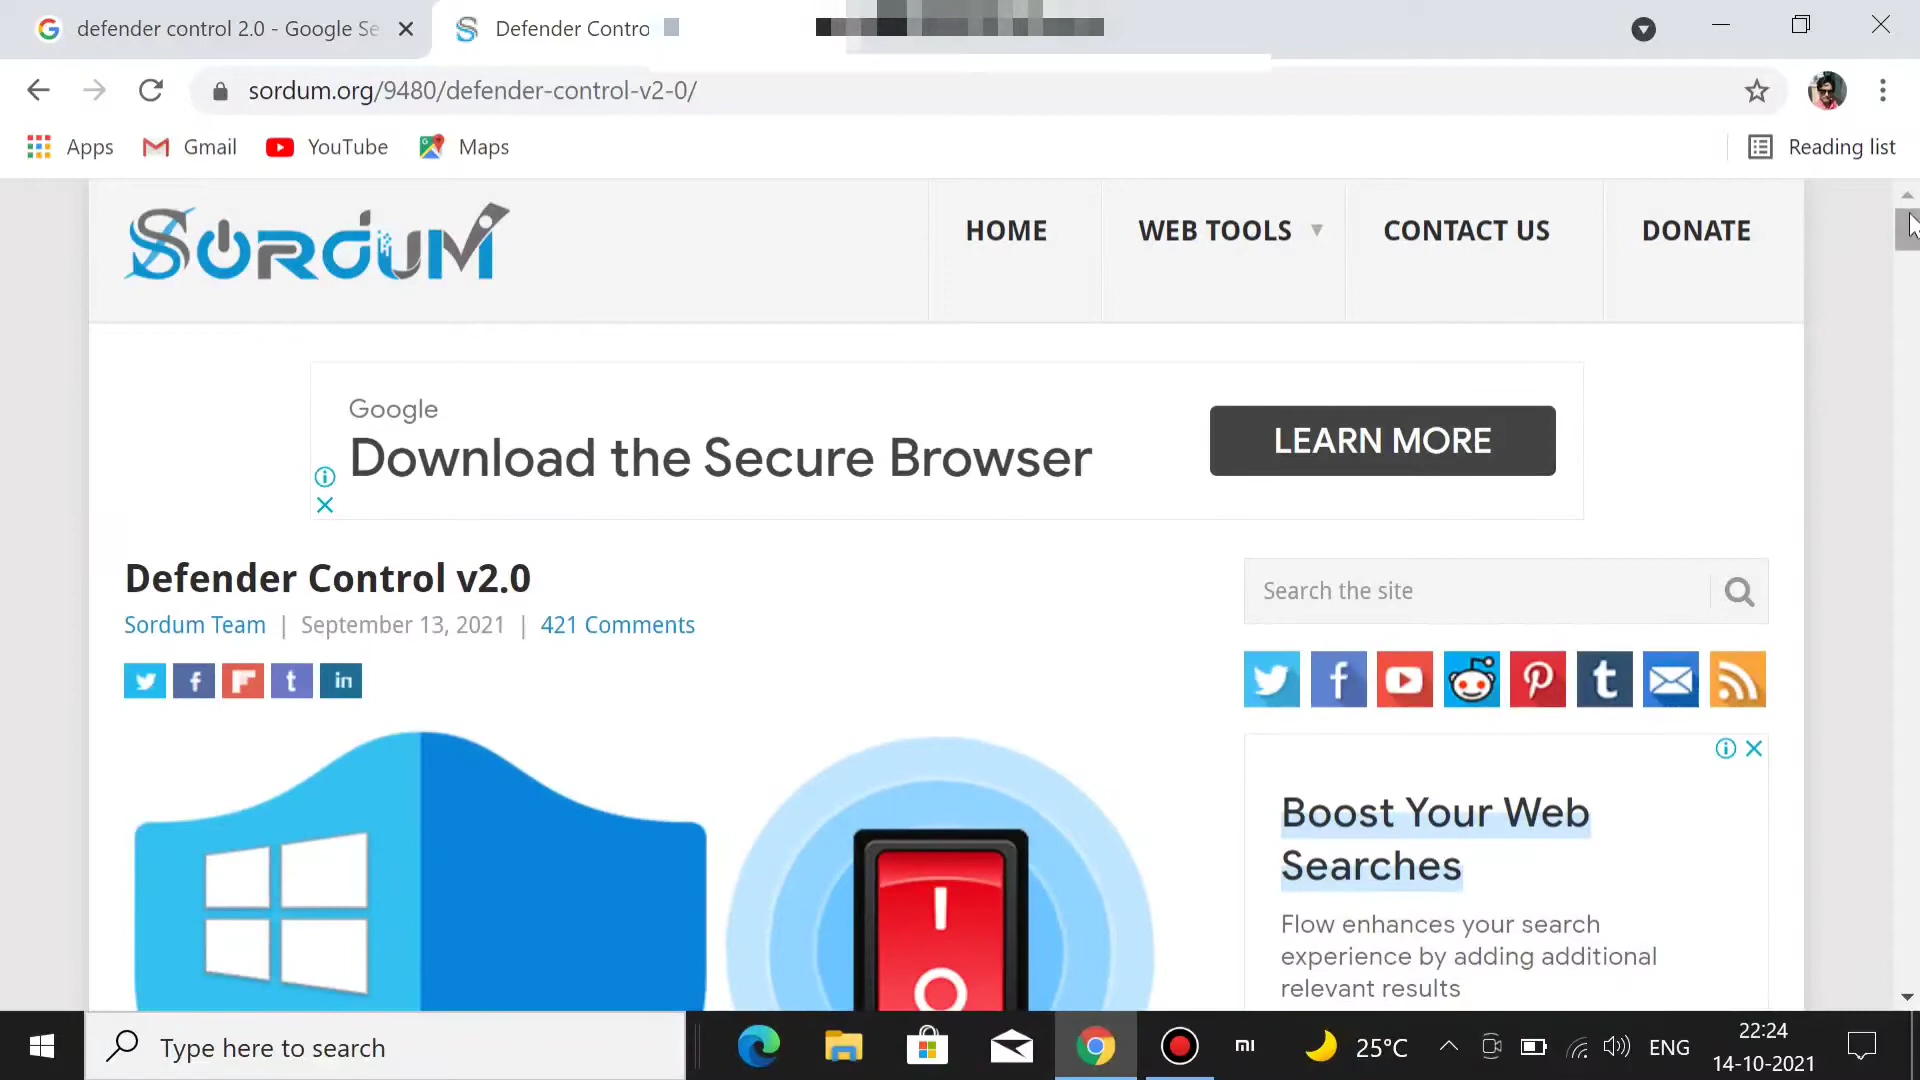 defender control 2.0 - Google Se
Defender Contro
sordum.org/9480/defender-control-v2-0/
Apps
Gmail
YouTube
Maps
Reading list
SORDUM
HOME
WEB TOOLS
CONTACT US
DONATE
Google
Download the Secure Browser
LEARN MORE
Defender Control v2.0
Sordum Team | September 13, 2021 | 421 Comments
Search the site
Boost Your Web
Searches
Flow enhances your search
experience by adding additional
relevant results
Type here to search
25°C
ENG
22:24
14-10-2021